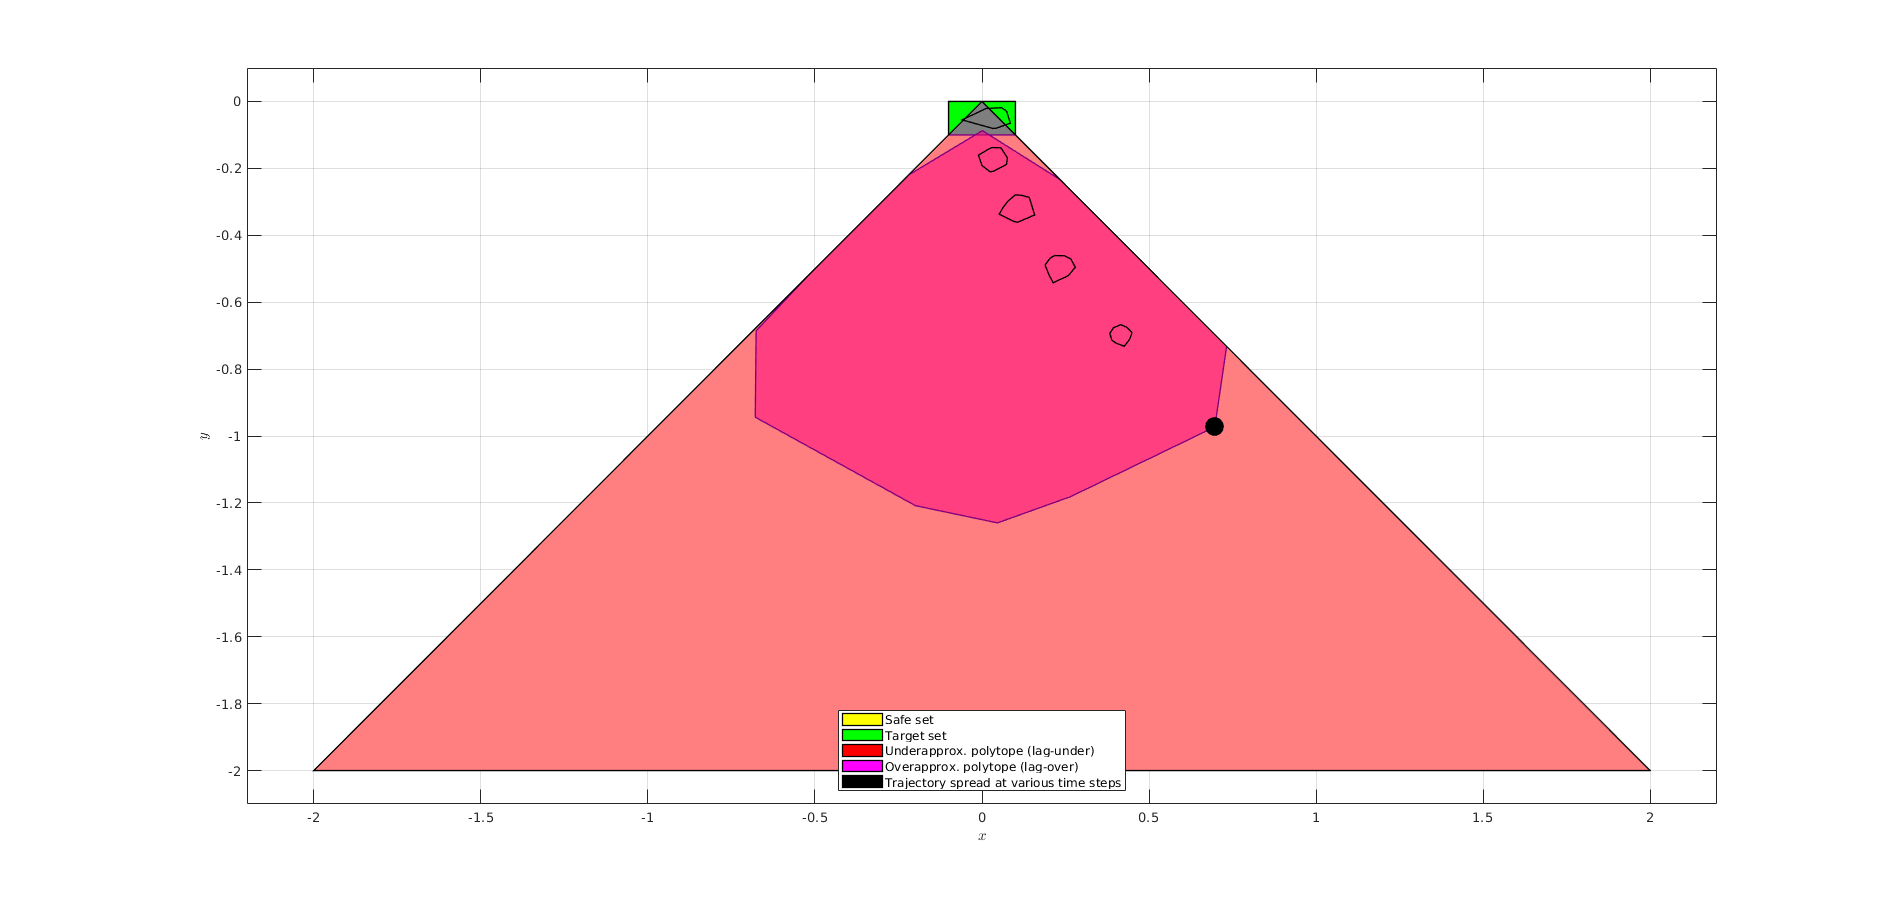 0
-0.2
-0.4
-0.6
-0.8
-1
-1.2
-1.4
-1.6
-1.8
-2
y
Safe set
Target set
Underapprox. polytope (lag-under)
Overapprox. polytope (lag-over)
Trajectory spread at various time steps
-2 -1.5 -1 -0.5 0 0.5 1 1.5 2
x